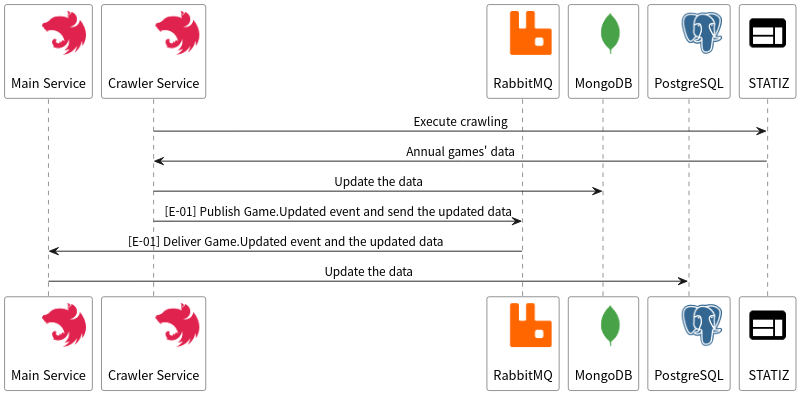 Main Service
Crawler Service
RabbitMQ
MongoDB
PostgreSQL
STATIZ
Execute crawling
Annual games' data
Update the data
[E-01] Publish Game.Updated event and send the updated data
[E-01] Deliver Game.Updated event and the updated data
Update the data
Main Service
Crawler Service
RabbitMQ
MongoDB
PostgreSQL
STATIZ